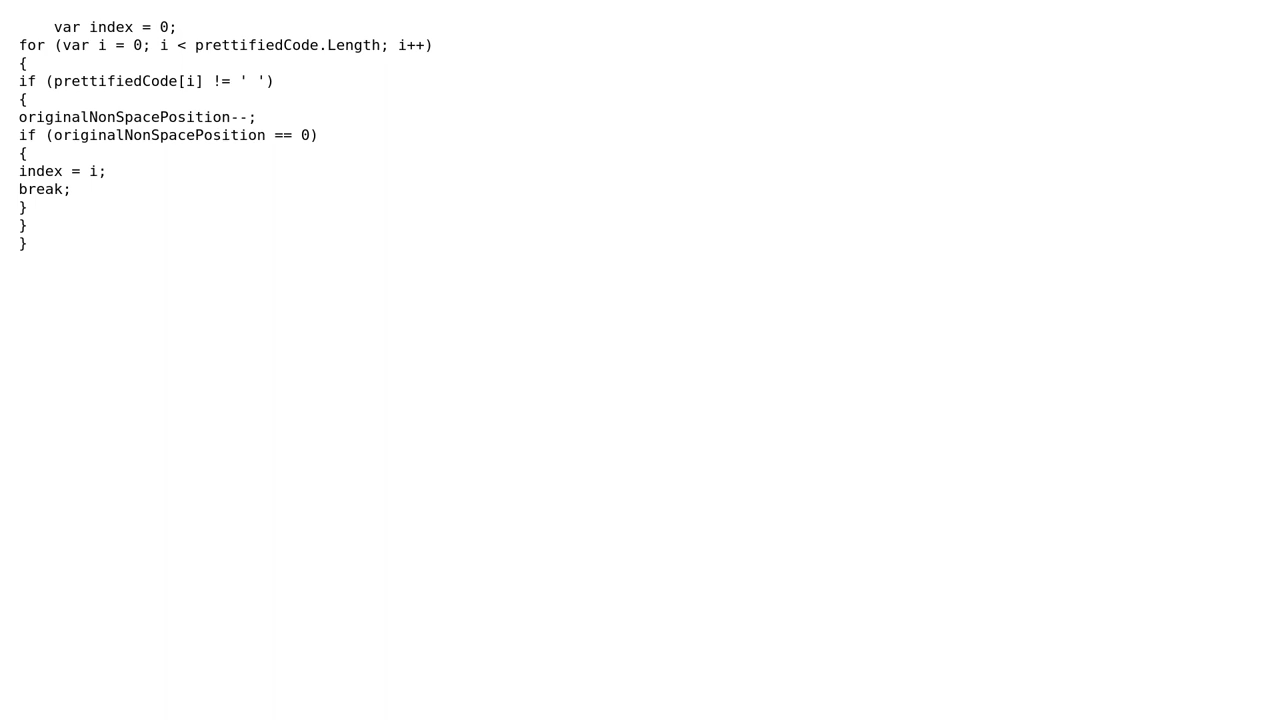 var index = 0;
for (var i = 0; i < prettifiedCode.Length; i++)
{
if (prettifiedCode[i] != ' ')
{
originalNonSpacePosition--;
if (originalNonSpacePosition == 0)
{
index = i;
break;
}
}
}